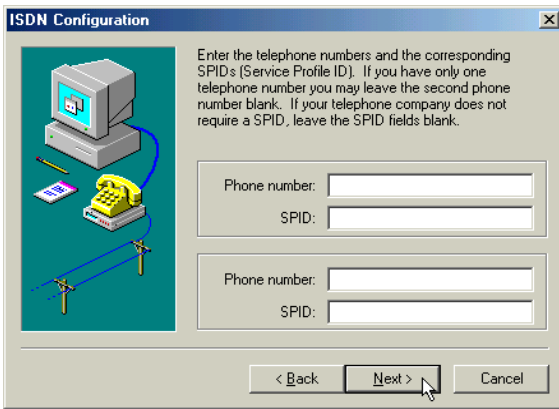 ISDN Configuration
Enter the telephone numbers and the corresponding
SPIDs (Service Profile ID). If you have only one
telephone number you may leave the second phone
number blank. If your telephone company does not
require a SPID, leave the SPID fields blank.
Phone number:
SPID:
Phone number:
SPID:
< Back
Next >
Cancel